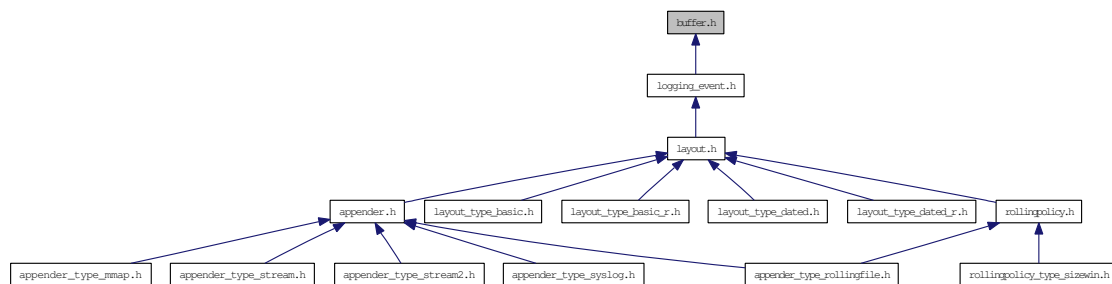 buffer.h
logging_event.h
layout.h
appender.h
layout_type_basic.h
layout_type_basic_r.h
layout_type_dated.h
layout_type_dated_r.h
rollingpolicy.h
appender_type_mmap.h
appender_type_stream.h
appender_type_stream2.h
appender_type_syslog.h
appender_type_rollingfile.h
rollingpolicy_type_sizewin.h